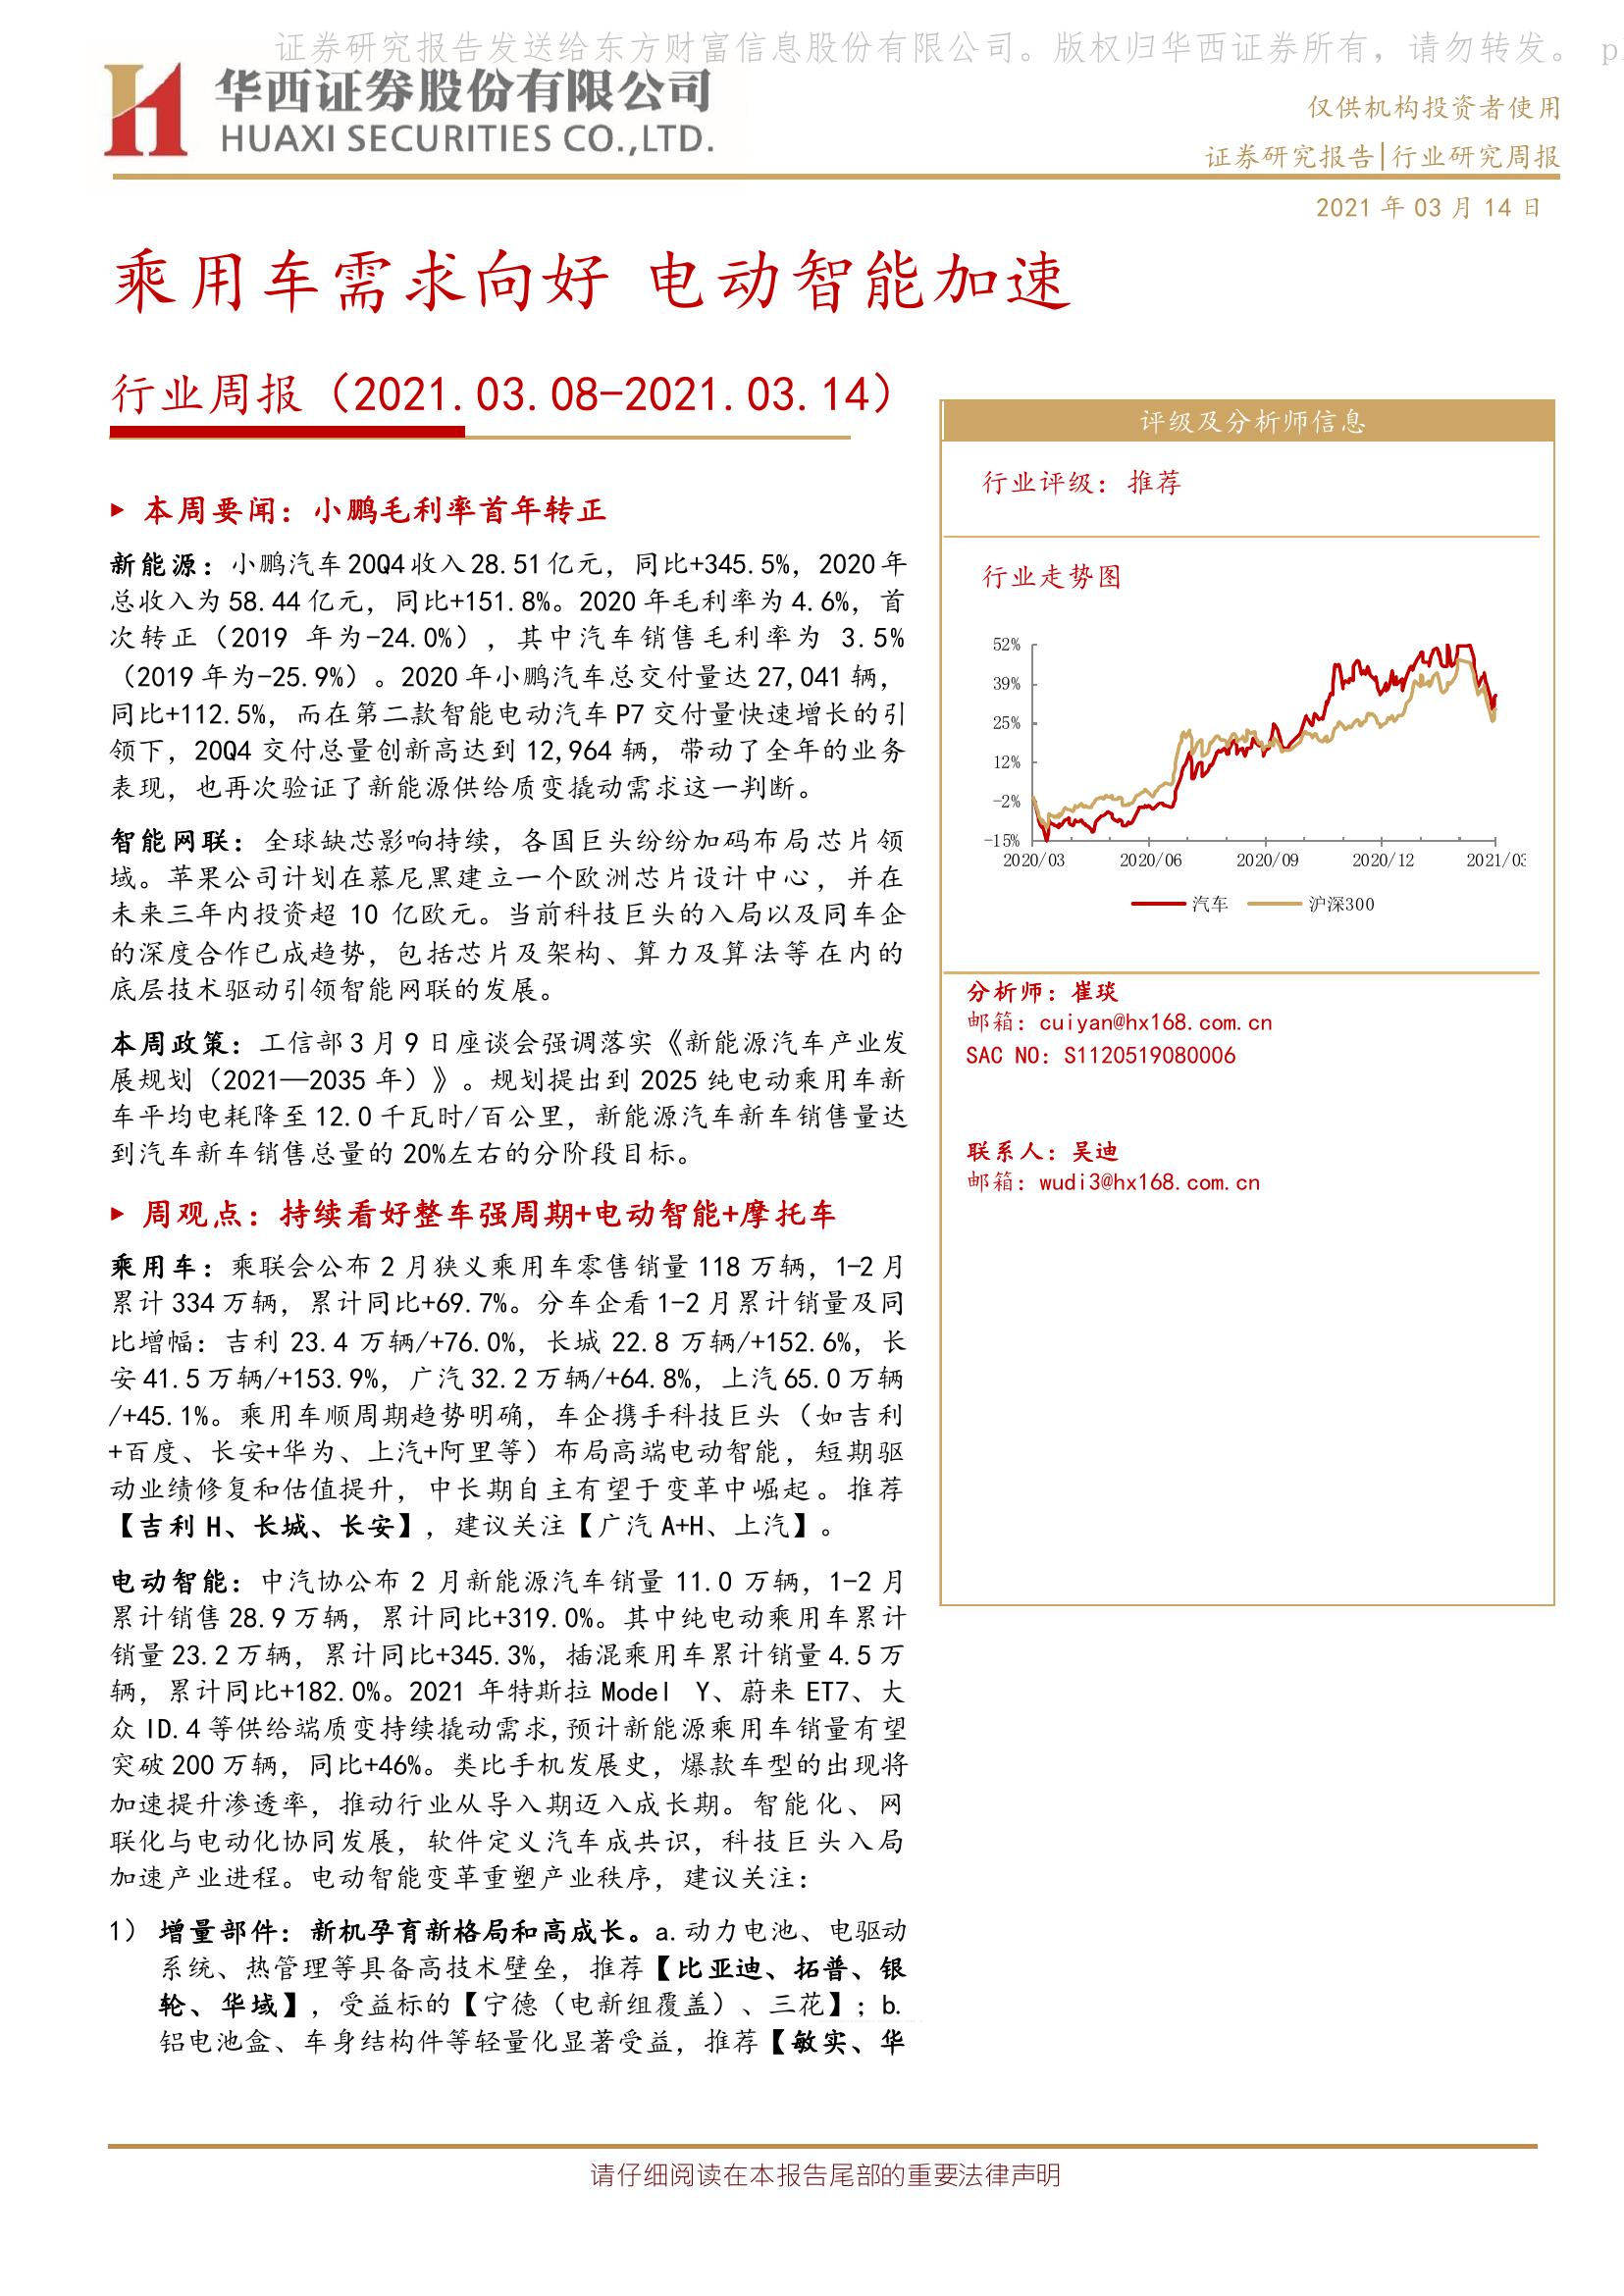 证券研究报告发送给东方财富信息股份有限公司。版权归华西证券所有，请勿转发。 p
华西证券股份有限公司
HUAXI SECURITIES CO.,LTD.
仅供机构投资者使用
证券研究报告|行业研究周报
2021 年 03 月 14 日
乘用车需求向好 电动智能加速
行业周报（2021.03.08-2021.03.14）
本周要闻：小鹏毛利率首年转正
新能源：小鹏汽车20Q4收入28.51亿元，同比+345.5%，2020年
总收入为 58.44 亿元，同比+151.8%。2020 年毛利率为 4.6%，首
次转正（2019 年为-24.0%），其中汽车销售毛利率为 3.5%
（2019 年为-25.9%）。2020 年小鹏汽车总交付量达 27,041 辆，
同比+112.5%，而在第二款智能电动汽车 P7 交付量快速增长的引
领下，20Q4 交付总量创新高达到 12,964 辆，带动了全年的业务
表现，也再次验证了新能源供给质变撬动需求这一判断。
智能网联：全球缺芯影响持续，各国巨头纷纷加码布局芯片领
域。苹果公司计划在慕尼黑建立一个欧洲芯片设计中心，并在
未来三年内投资超 10 亿欧元。当前科技巨头的入局以及同车企
的深度合作已成趋势，包括芯片及架构、算力及算法等在内的
底层技术驱动引领智能网联的发展。
本周政策：工信部 3 月 9 日座谈会强调落实《新能源汽车产业发
展规划（2021—2035 年）》。规划提出到 2025 纯电动乘用车新
车平均电耗降至 12.0 千瓦时/百公里，新能源汽车新车销售量达
到汽车新车销售总量的 20%左右的分阶段目标。
周观点：持续看好整车强周期+电动智能+摩托车
乘用车：乘联会公布 2 月狭义乘用车零售销量 118 万辆，1-2 月
累计 334 万辆，累计同比+69.7%。分车企看 1-2 月累计销量及同
比增幅：吉利 23.4 万辆/+76.0%，长城 22.8 万辆/+152.6%，长
安 41.5 万辆/+153.9%，广汽 32.2 万辆/+64.8%，上汽 65.0 万辆
/+45.1%。乘用车顺周期趋势明确，车企携手科技巨头（如吉利
+百度、长安+华为、上汽+阿里等）布局高端电动智能，短期驱
动业绩修复和估值提升，中长期自主有望于变革中崛起。推荐
【吉利 H、长城、长安】，建议关注【广汽 A+H、上汽】。
电动智能：中汽协公布 2 月新能源汽车销量 11.0 万辆，1-2 月
累计销售 28.9 万辆，累计同比+319.0%。其中纯电动乘用车累计
销量 23.2 万辆，累计同比+345.3%，插混乘用车累计销量 4.5 万
辆，累计同比+182.0%。2021 年特斯拉 Model Y、蔚来 ET7、大
众 ID.4 等供给端质变持续撬动需求,预计新能源乘用车销量有望
突破 200 万辆，同比+46%。类比手机发展史，爆款车型的出现将
加速提升渗透率，推动行业从导入期迈入成长期。智能化、网
联化与电动化协同发展，软件定义汽车成共识，科技巨头入局
加速产业进程。电动智能变革重塑产业秩序，建议关注：
1） 增量部件：新机孕育新格局和高成长。a.动力电池、电驱动
系统、热管理等具备高技术壁垒，推荐【比亚迪、拓普、银
轮、华域】，受益标的【宁德（电新组覆盖）、三花】；b.
铝电池盒、车身结构件等轻量化显著受益，推荐【敏实、华
评级及分析师信息
行业评级：推荐
行业走势图
52%
39%
25%
12%
-2%
-15%
2020/03 2020/06 2020/09 2020/12 2021/03
汽车 沪深300
分析师：崔琰
邮箱：cuiyan@hx168.com.cn
SAC NO：S1120519080006
联系人：吴迪
邮箱：wudi3@hx168.com.cn
请仔细阅读在本报告尾部的重要法律声明